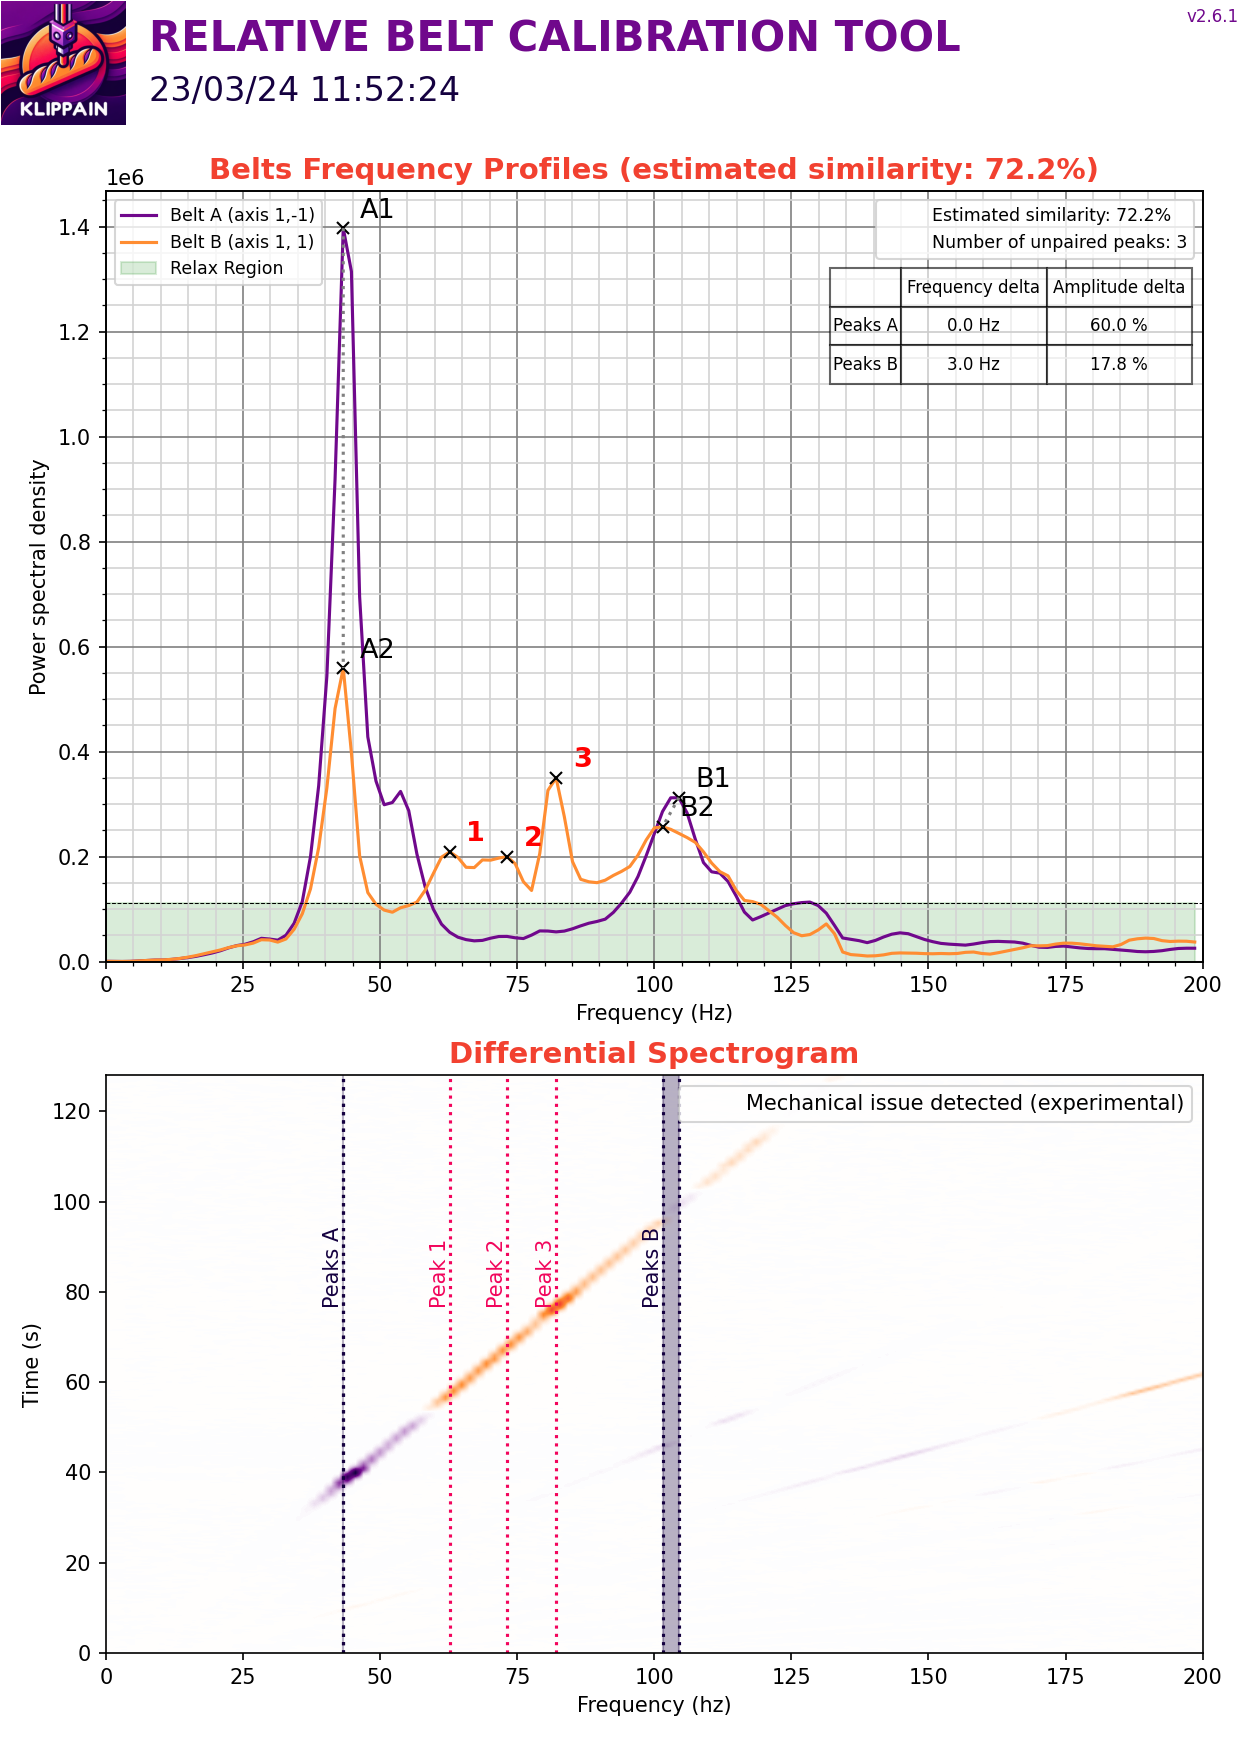 RELATIVE BELT CALIBRATION TOOL
v2.6.1
23/03/24 11:52:24
KLIPPAIN
Belts Frequency Profiles (estimated similarity: 72.2%)
1e6
Belt A (axis 1,-1)
Belt B (axis 1, 1)
Relax Region
Estimated similarity: 72.2%
Number of unpaired peaks: 3
Frequency delta Amplitude delta
Peaks A 0.0 Hz 60.0 %
Peaks B 3.0 Hz 17.8 %
A1
A2
1
2
3
B1
B2
Power spectral density
1.4
1.2
1.0
0.8
0.6
0.4
0.2
0.0
0 25 50 75 100 125 150 175 200
Frequency (Hz)
Differential Spectrogram
Mechanical issue detected (experimental)
Peaks A
Peak 1
Peak 2
Peak 3
Peaks B
Time (s)
120
100
80
60
40
20
0
0 25 50 75 100 125 150 175 200
Frequency (hz)